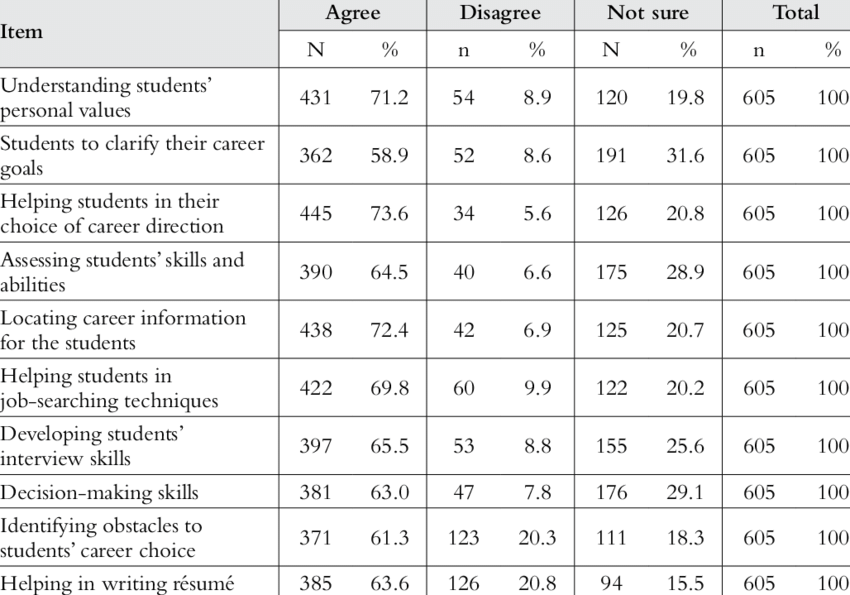 Item Agree Disagree Not sure Total
N % n % N % n %
Understanding students’
personal values 431 71.2 54 8.9 120 19.8 605 100
Students to clarify their career
goals 362 58.9 52 8.6 191 31.6 605 100
Helping students in their
choice of career direction 445 73.6 34 5.6 126 20.8 605 100
Assessing students’ skills and
abilities 390 64.5 40 6.6 175 28.9 605 100
Locating career information
for the students 438 72.4 42 6.9 125 20.7 605 100
Helping students in
job-searching techniques 422 69.8 60 9.9 122 20.2 605 100
Developing students’
interview skills 397 65.5 53 8.8 155 25.6 605 100
Decision-making skills 381 63.0 47 7.8 176 29.1 605 100
Identifying obstacles to
students’ career choice 371 61.3 123 20.3 111 18.3 605 100
Helping in writing résumé 385 63.6 126 20.8 94 15.5 605 100